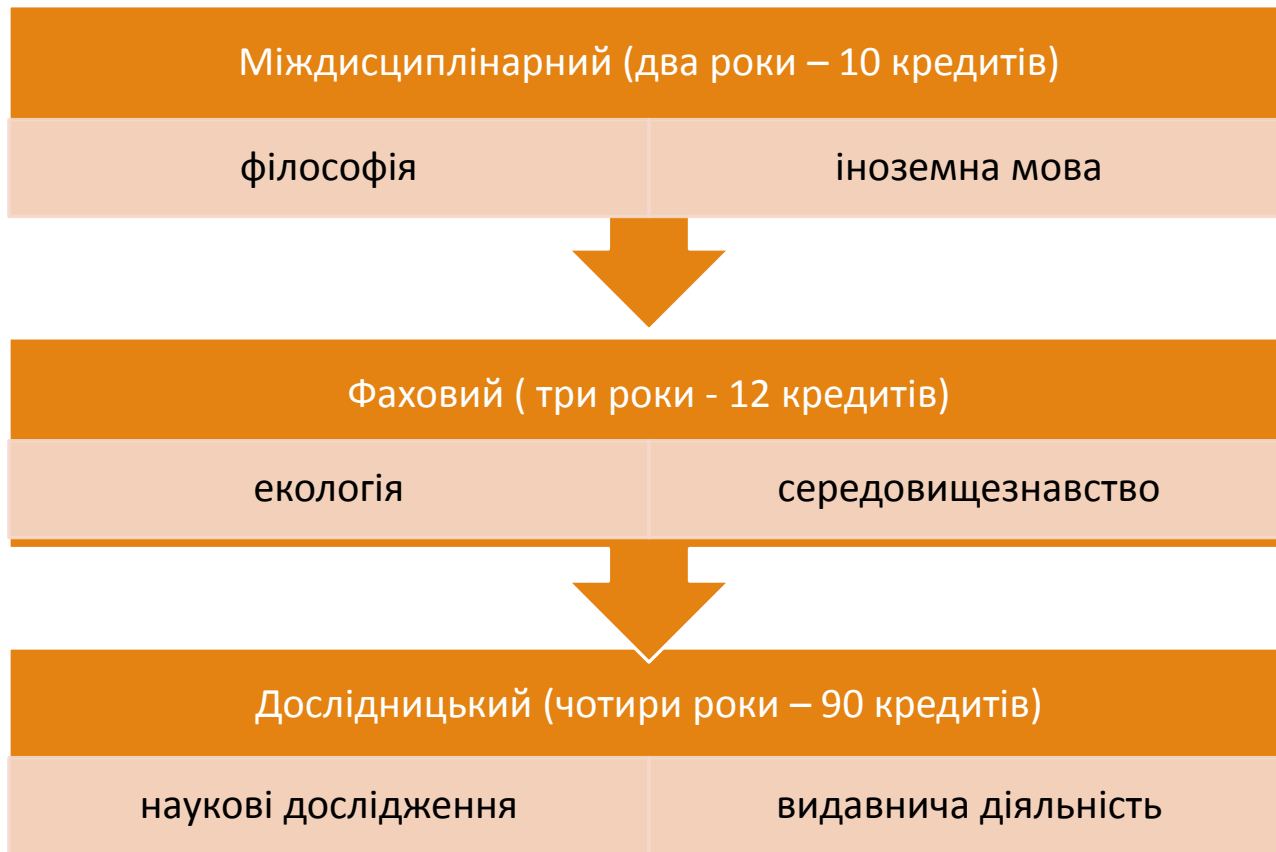 Міждисциплінарний (два роки – 10 кредитів)
філософія
іноземна мова
Фаховий ( три роки - 12 кредитів)
екологія
середовищезнавство
Дослідницький (чотири роки – 90 кредитів)
наукові дослідження
видавнича діяльність